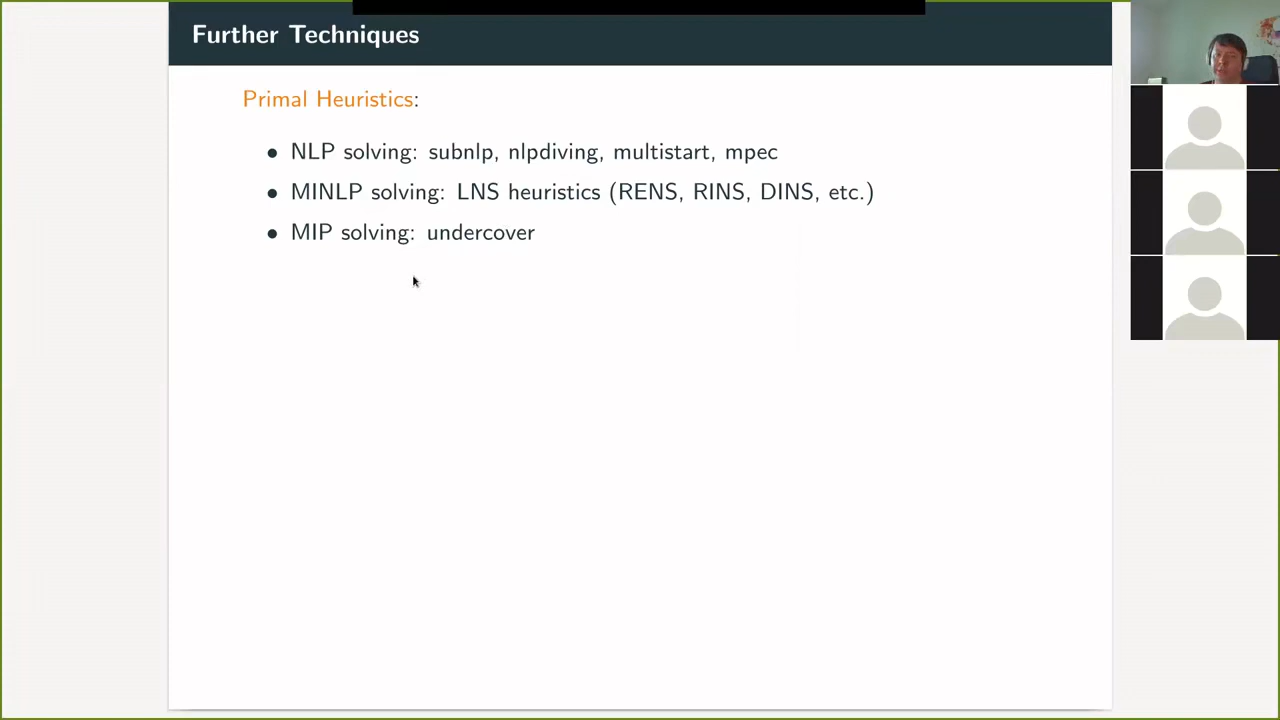 Further Techniques
Primal Heuristics:
• NLP solving: subnlp, nlpdiving, multistart, mpec
• MINLP solving: LNS heuristics (RENS, RINS, DINS, etc.)
• MIP solving: undercover